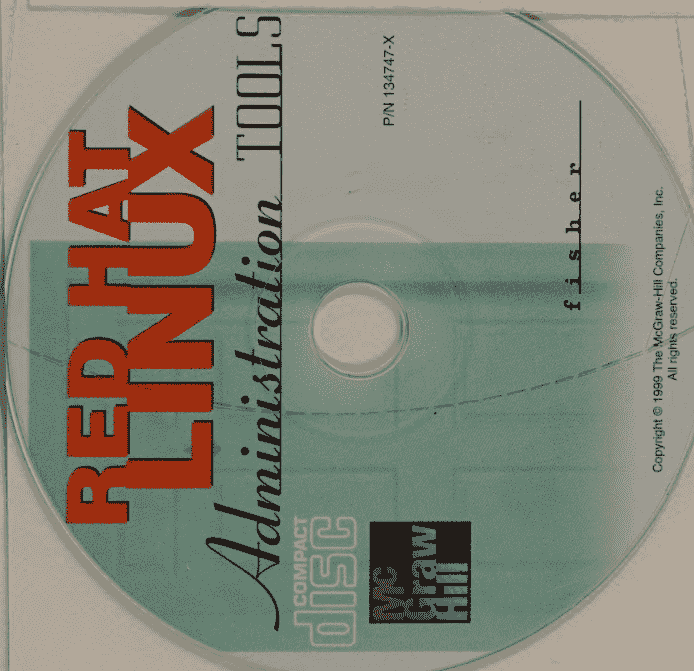 RED HAT
LINUX
Administration TOOLS
P/N 134747-X
fisher
COMPACT
disc
Mc
Graw
Hill
Copyright © 1999 The McGraw-Hill Companies, Inc.
All rights reserved.